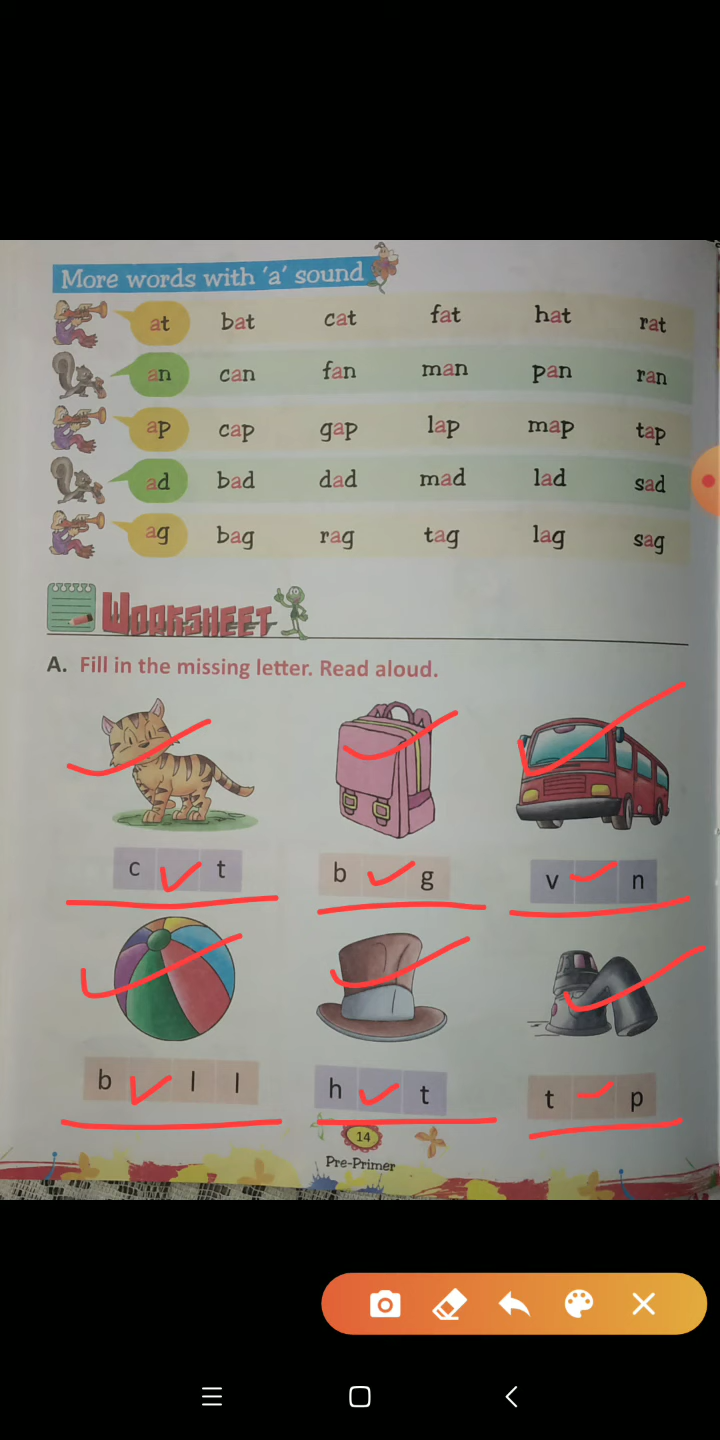 More words with 'a' sound
at bat cat fat hat rat
an can fan man pan ran
ap cap gap lap map tap
ad bad dad mad lad sad
ag bag rag tag lag sag
WORKSHEET
A. Fill in the missing letter. Read aloud.
c t b g v n
b l l h t t p
14
Pre-Primer